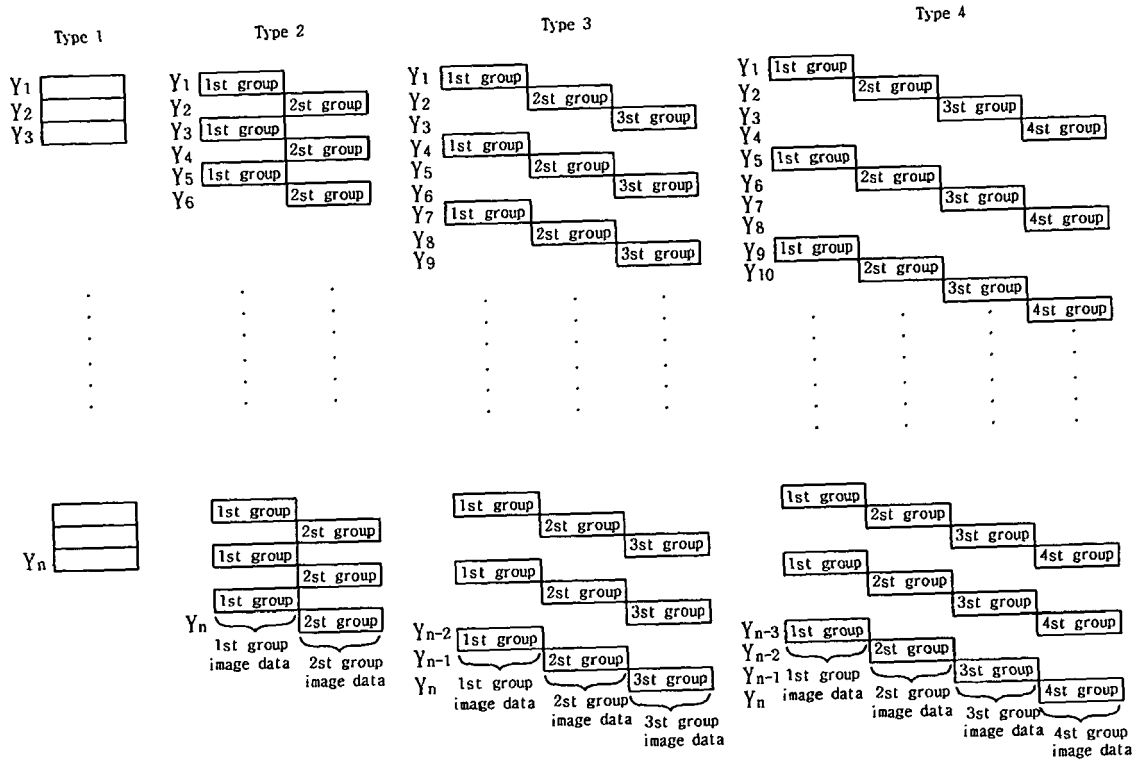 Type 1
Y1
Y2
Y3
Yn
Type 2
Y1 1st group
Y2 2st group
Y3 1st group
Y4 2st group
Y5 1st group
Y6 2st group
1st group
2st group
1st group
2st group
1st group
Yn 2st group
1st group
image data
2st group
image data
Type 3
Y1 1st group
Y2 2st group
Y3 3st group
Y4 1st group
Y5 2st group
Y6 3st group
Y7 1st group
Y8 2st group
Y9 3st group
1st group
2st group
3st group
1st group
2st group
3st group
Yn-2 1st group
Yn-1 2st group
Yn 3st group
1st group
image data
2st group
image data
3st group
image data
Type 4
Y1 1st group
Y2 2st group
Y3 3st group
Y4 4st group
Y5 1st group
Y6 2st group
Y7 3st group
Y8 4st group
Y9 1st group
Y10 2st group
3st group
4st group
1st group
2st group
3st group
4st group
1st group
2st group
3st group
4st group
Yn-3 1st group
Yn-2 2st group
Yn-1 3st group
Yn 4st group
1st group
image data
2st group
image data
3st group
image data
4st group
image data